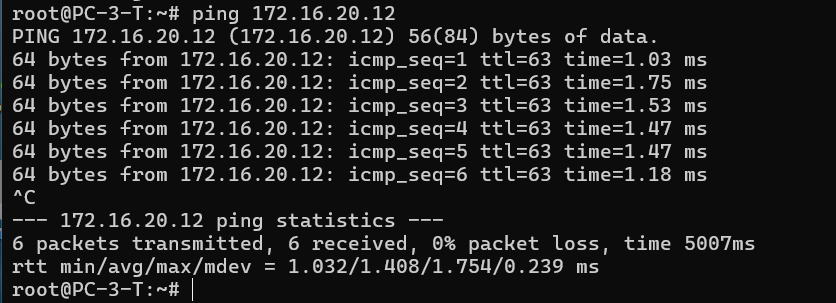 root@PC-3-T:~# ping 172.16.20.12
PING 172.16.20.12 (172.16.20.12) 56(84) bytes of data.
64 bytes from 172.16.20.12: icmp_seq=1 ttl=63 time=1.03 ms
64 bytes from 172.16.20.12: icmp_seq=2 ttl=63 time=1.75 ms
64 bytes from 172.16.20.12: icmp_seq=3 ttl=63 time=1.53 ms
64 bytes from 172.16.20.12: icmp_seq=4 ttl=63 time=1.47 ms
64 bytes from 172.16.20.12: icmp_seq=5 ttl=63 time=1.47 ms
64 bytes from 172.16.20.12: icmp_seq=6 ttl=63 time=1.18 ms
^C
--- 172.16.20.12 ping statistics ---
6 packets transmitted, 6 received, 0% packet loss, time 5007ms
rtt min/avg/max/mdev = 1.032/1.408/1.754/0.239 ms
root@PC-3-T:~#